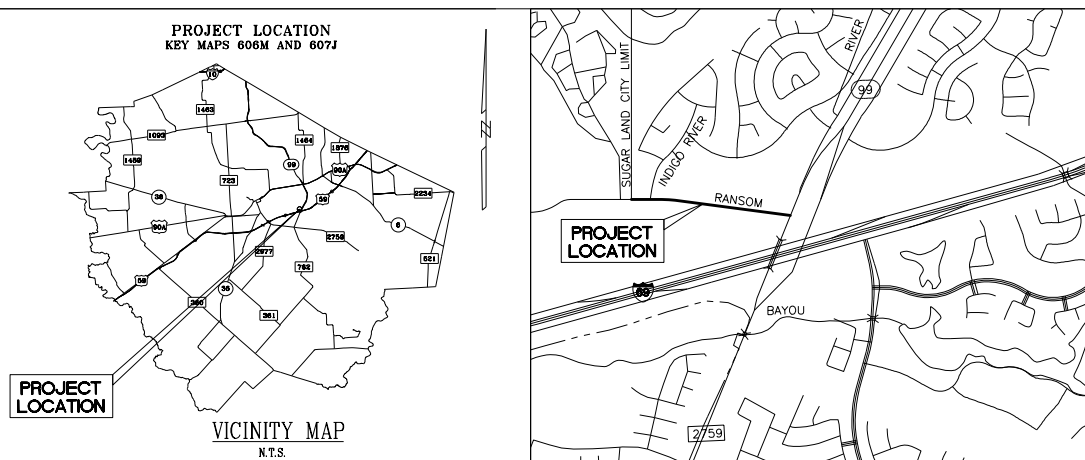 PROJECT LOCATION
KEY MAPS 606M AND 607J
10
1463
1093
1464
1876
1459
99
90A
723
2234
36
59
90A
6
2759
2977
521
762
59
36
360
361
PROJECT
LOCATION
VICINITY MAP
N.T.S.
N
SUGAR LAND CITY LIMIT
INDIGO RIVER
RIVER
99
RANSOM
PROJECT
LOCATION
69
BAYOU
2759